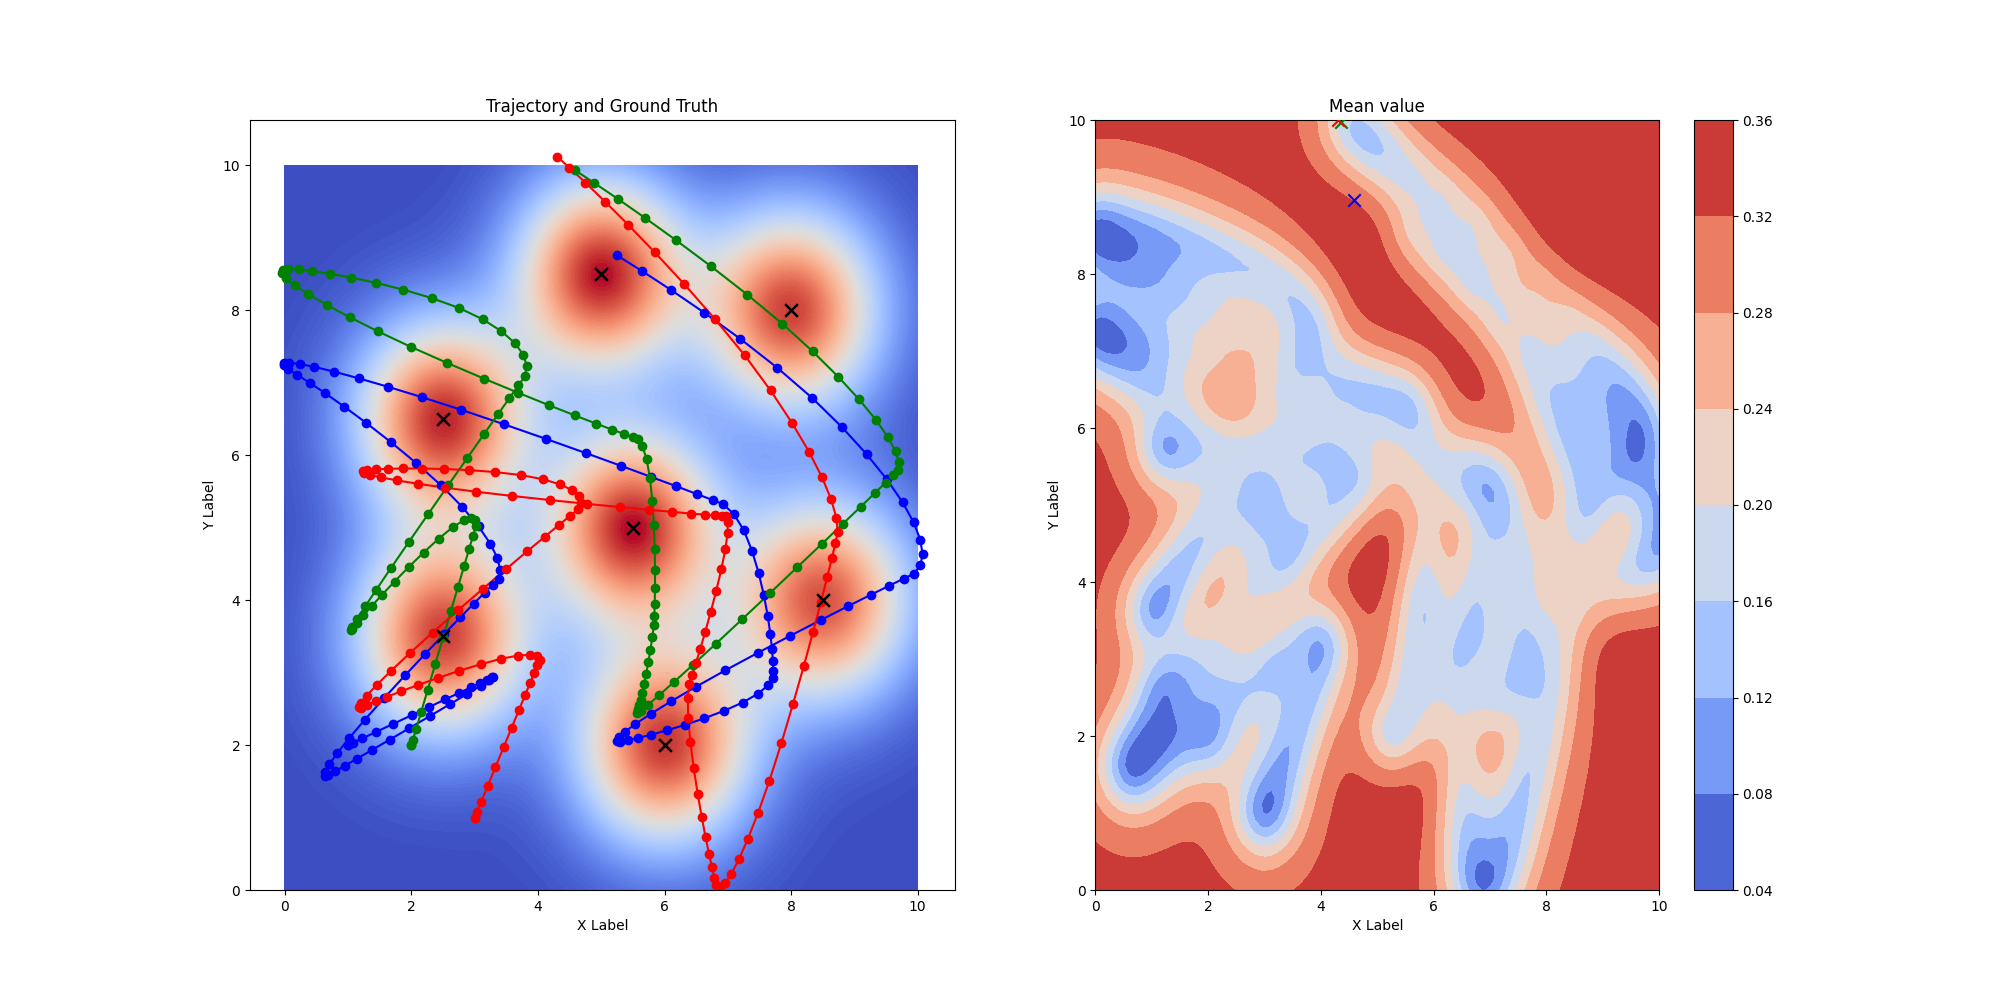 Trajectory and Ground Truth
Y Label
10
8
6
4
2
0
0 2 4 6 8 10
X Label
Mean value
Y Label
10
8
6
4
2
0
0 2 4 6 8 10
X Label
0.36
0.32
0.28
0.24
0.20
0.16
0.12
0.08
0.04